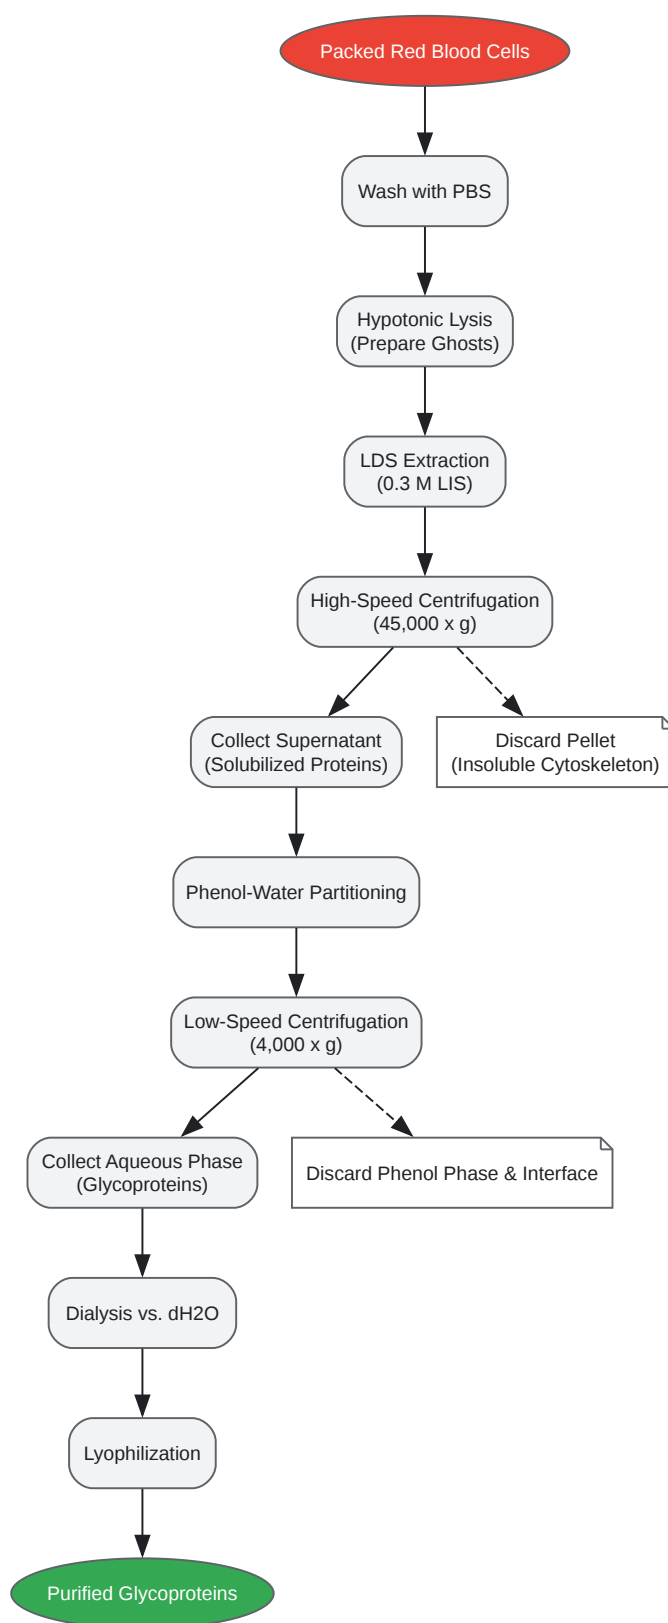 Packed Red Blood Cells
Wash with PBS
Hypotonic Lysis
(Prepare Ghosts)
LDS Extraction
(0.3 M LIS)
High-Speed Centrifugation
(45,000 x g)
Collect Supernatant
(Solubilized Proteins)
Discard Pellet
(Insoluble Cytoskeleton)
Phenol-Water Partitioning
Low-Speed Centrifugation
(4,000 x g)
Collect Aqueous Phase
(Glycoproteins)
Discard Phenol Phase & Interface
Dialysis vs. dH2O
Lyophilization
Purified Glycoproteins